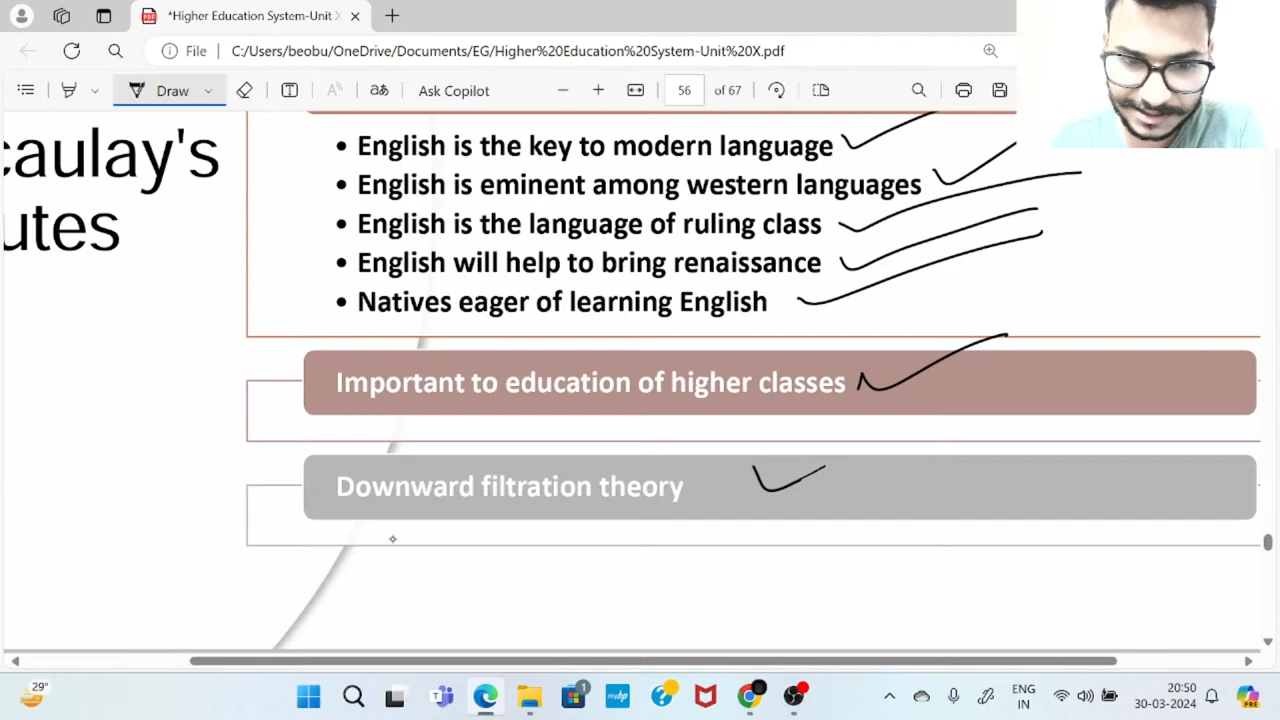 *Higher Education System-Unit X
File
C:/Users/beobu/OneDrive/Documents/EG/Higher%20Education%20System-Unit%20X.pdf
Draw
Ask Copilot
56 of 67
caulay's
utes
• English is the key to modern language
• English is eminent among western languages
• English is the language of ruling class
• English will help to bring renaissance
• Natives eager of learning English
Important to education of higher classes
Downward filtration theory
29°
ENG
IN
20:50
30-03-2024